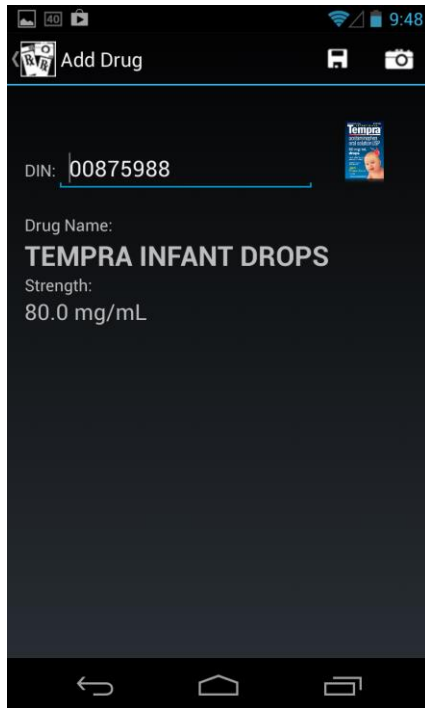 40
9:48
Add Drug
Tempra
DIN: 00875988
Drug Name:
TEMPRA INFANT DROPS
Strength:
80.0 mg/mL